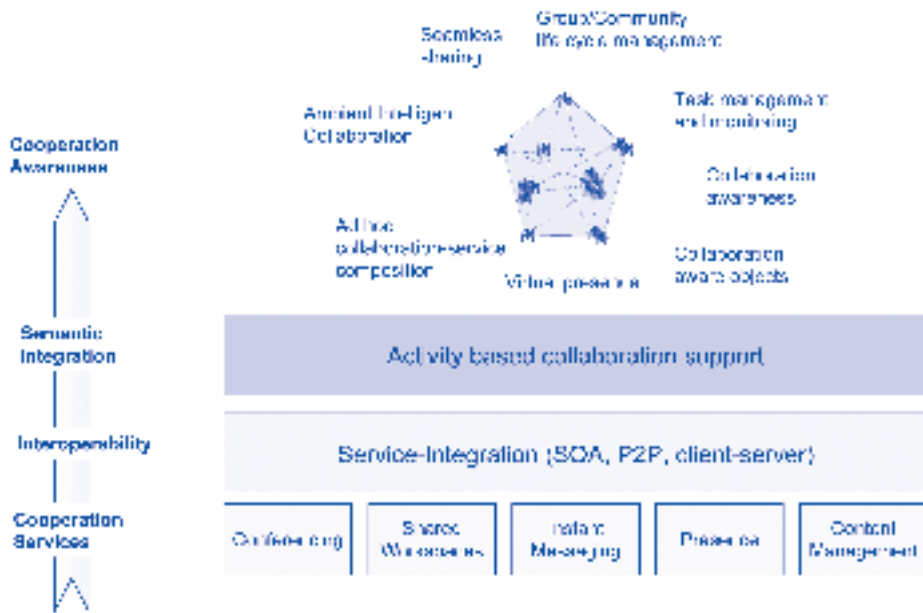 Seamless
sharing
Group/Community
life cycle management
Ambient Intelligen
Collaboration
Task management
and monitoring
Cooperation
Awareness
Collaboration
awareness
Ad hoc
collaboration-service
composition
Collaboration
aware objects
Virtual presence
Semantic
Integration
Activity based collaboration support
Interoperability
Service-Integration (SOA, P2P, client-server)
Cooperation
Services
Conferencing
Shared
Workspaces
Instant
Messaging
Presence
Content
Management